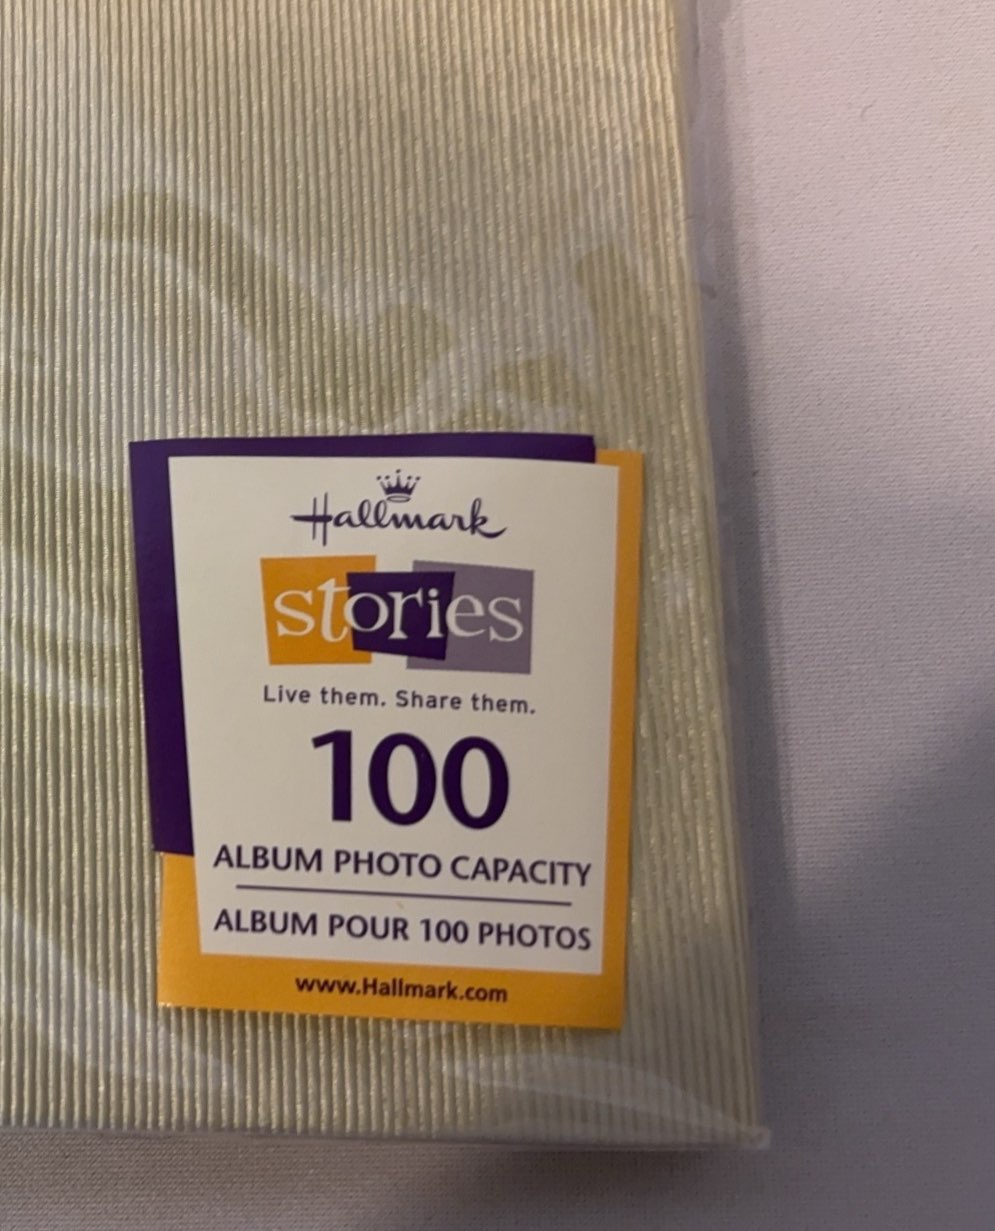 Hallmark
stories
Live them. Share them.
100
ALBUM PHOTO CAPACITY
ALBUM POUR 100 PHOTOS
www.Hallmark.com